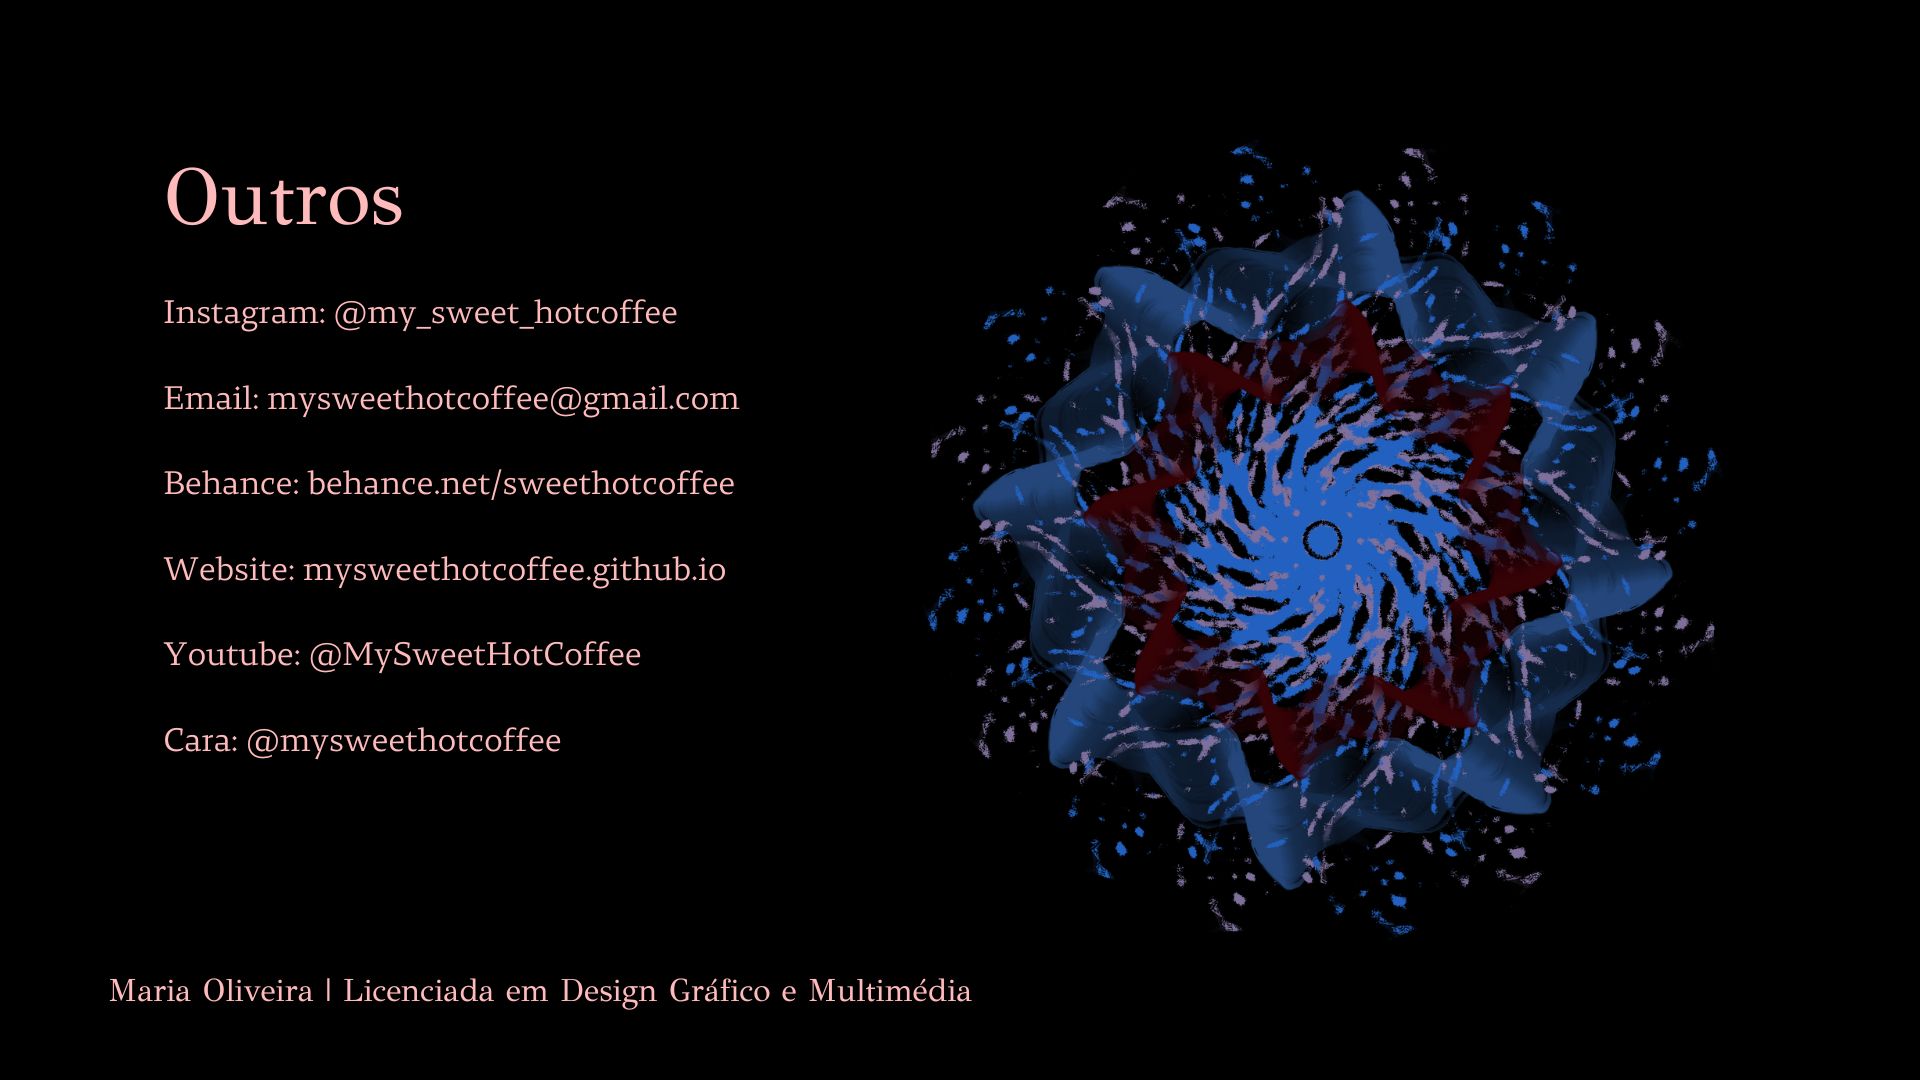 Outros
Instagram: @my_sweet_hotcoffee
Email: mysweethotcoffee@gmail.com
Behance: behance.net/sweethotcoffee
Website: mysweethotcoffee.github.io
Youtube: @MySweetHotCoffee
Cara: @mysweethotcoffee
Maria Oliveira | Licenciada em Design Gráfico e Multimédia